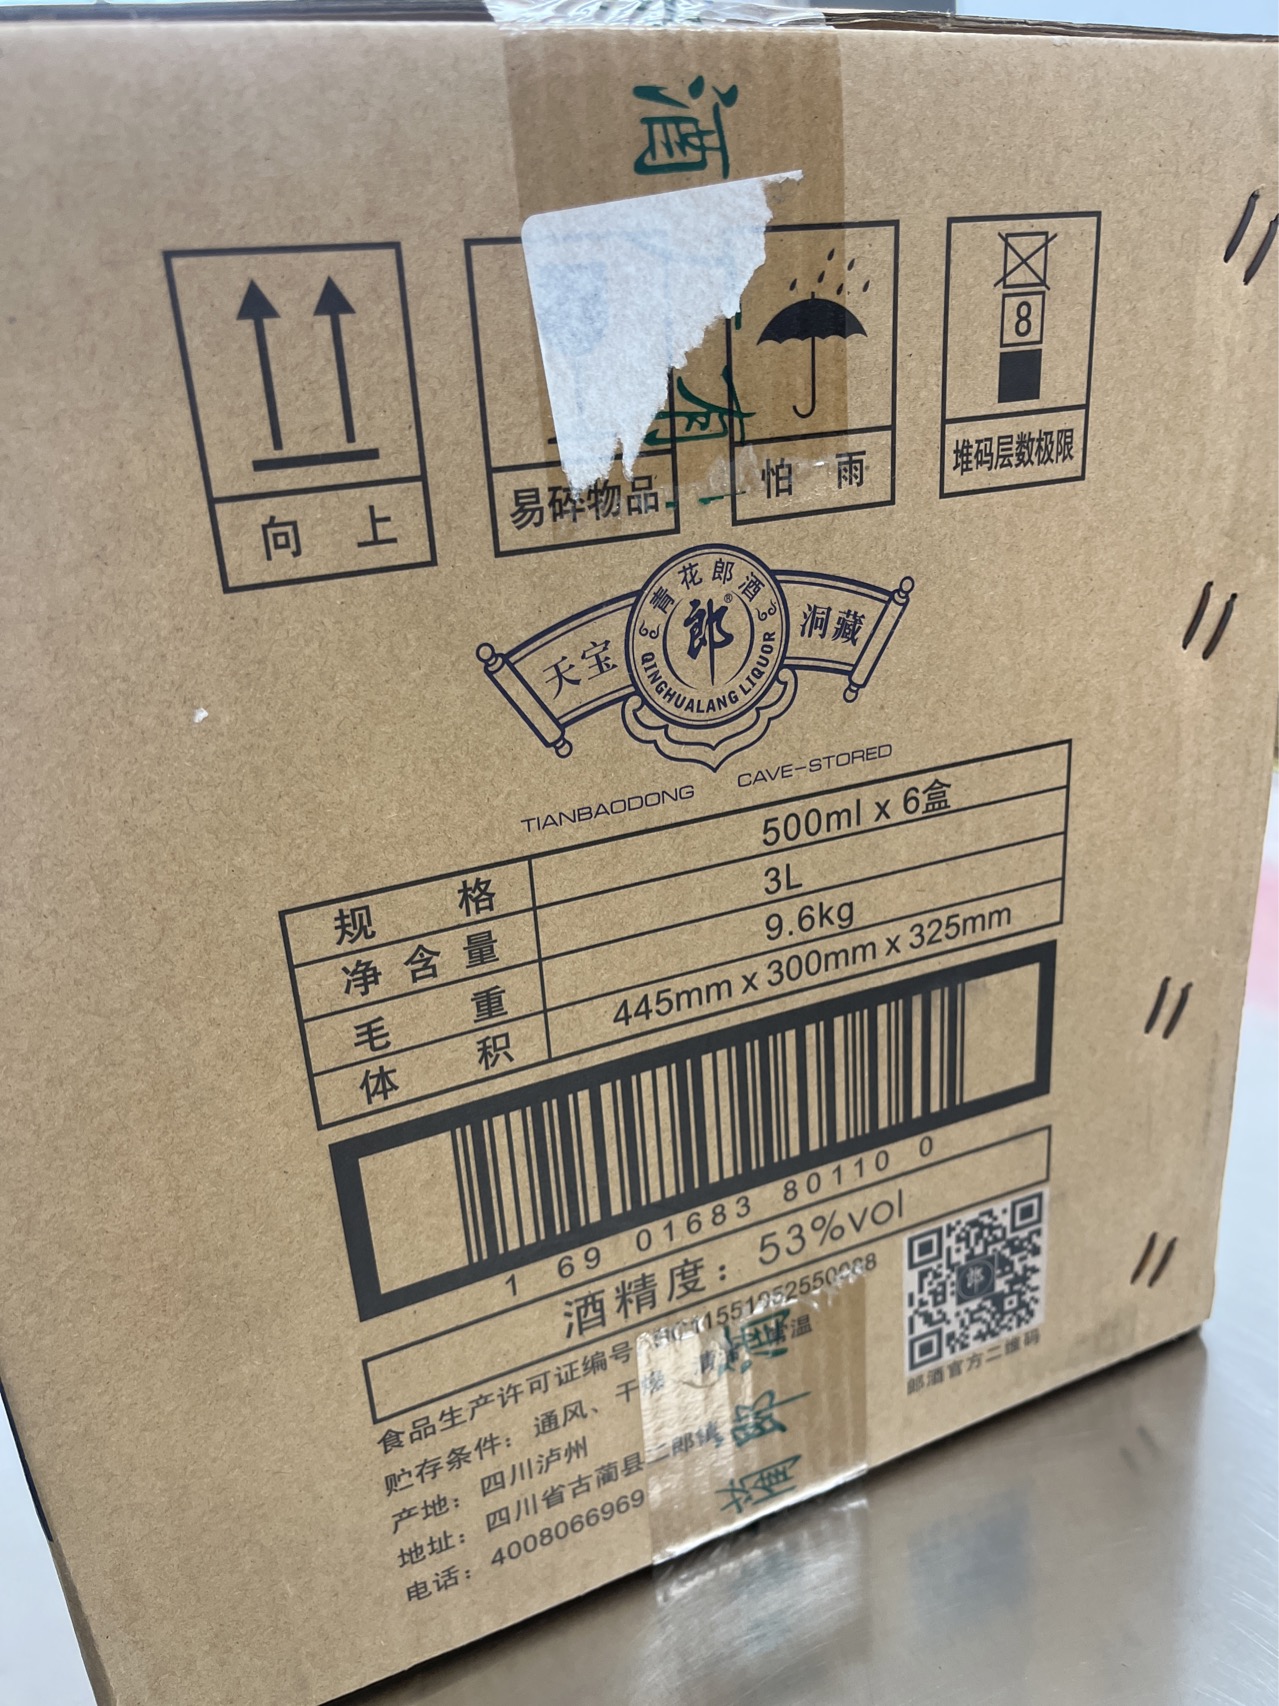 酒
8
向 上
易碎物品
怕 雨
堆码层数极限
青花郎酒
郎®
QINGHUALANG LIQUOR
天宝
洞藏
TIANBAODONG CAVE-STORED
规 格 500ml x 6盒
净含量 3L
毛 重 9.6kg
体 积 445mm x 300mm x 325mm
1 69 01683 80110 0
酒精度：53%vol
食品生产许可证编号
贮存条件：通风、干 温
产地：四川泸州
地址：四川省古蔺县二郎镇
电话：4008066969
郎酒官方二维码